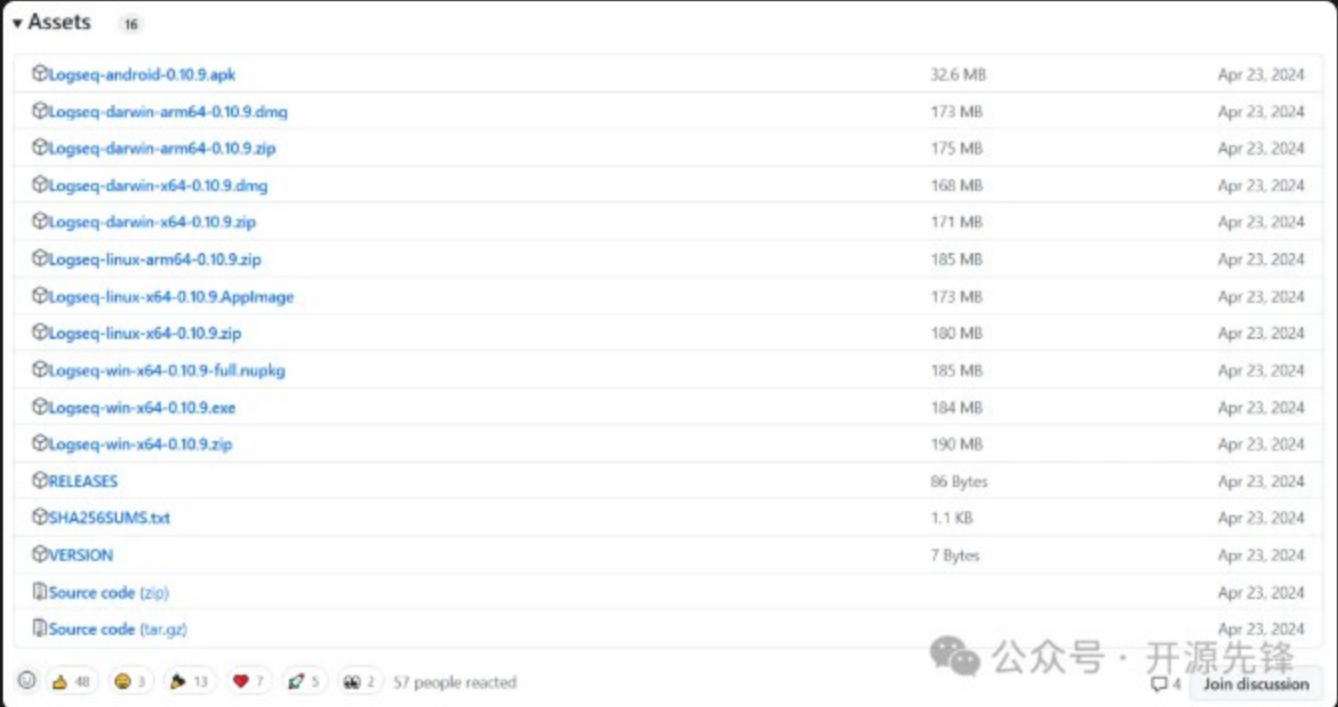 Assets 16
Logseq-android-0.10.9.apk 32.6 MB Apr 23, 2024
Logseq-darwin-arm64-0.10.9.dmg 173 MB Apr 23, 2024
Logseq-darwin-arm64-0.10.9.zip 175 MB Apr 23, 2024
Logseq-darwin-x64-0.10.9.dmg 168 MB Apr 23, 2024
Logseq-darwin-x64-0.10.9.zip 171 MB Apr 23, 2024
Logseq-linux-arm64-0.10.9.zip 185 MB Apr 23, 2024
Logseq-linux-x64-0.10.9.AppImage 173 MB Apr 23, 2024
Logseq-linux-x64-0.10.9.zip 180 MB Apr 23, 2024
Logseq-win-x64-0.10.9-full.nupkg 185 MB Apr 23, 2024
Logseq-win-x64-0.10.9.exe 184 MB Apr 23, 2024
Logseq-win-x64-0.10.9.zip 190 MB Apr 23, 2024
RELEASES 86 Bytes Apr 23, 2024
SHA256SUMS.txt 1.1 KB Apr 23, 2024
VERSION 7 Bytes Apr 23, 2024
Source code (zip) Apr 23, 2024
Source code (tar.gz) Apr 23, 2024
公众号 · 开源先锋
48 3 13 7 5 2 57 people reacted 4 Join discussion